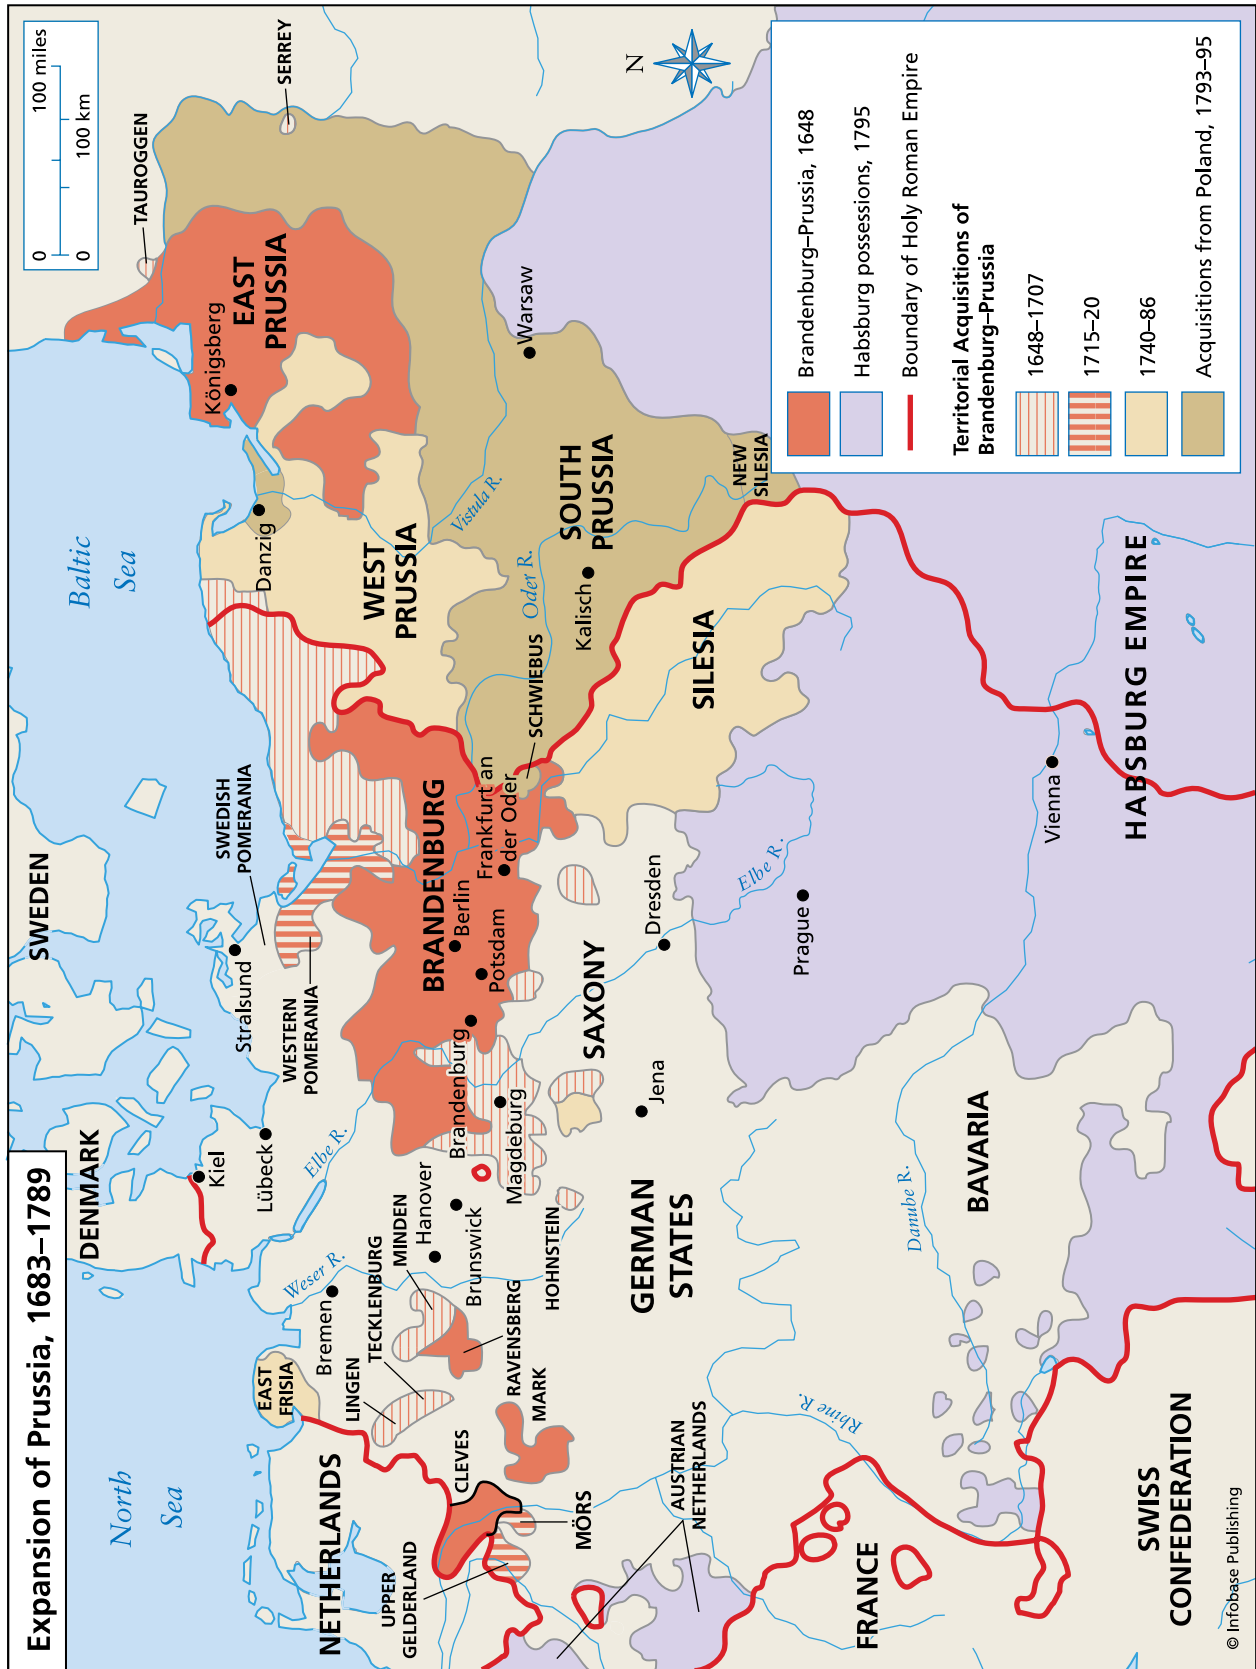 Expansion of Prussia, 1683–1789
0 100 miles
0 100 km
N
SWEDEN
DENMARK
North
Sea
Baltic
Sea
TAUROGGEN
SERREY
EAST
PRUSSIA
Königsberg
Danzig
WEST
PRUSSIA
Vistula R.
Warsaw
SOUTH
PRUSSIA
Kalisch
Oder R.
NEW
SILESIA
SILESIA
SCHWIEBUS
SWEDISH
POMERANIA
Stralsund
WESTERN
POMERANIA
BRANDENBURG
Frankfurt an
der Oder
Berlin
Potsdam
Brandenburg
Magdeburg
Kiel
Lübeck
Elbe R.
Weser R.
Bremen
Hanover
Brunswick
MINDEN
TECKLENBURG
LINGEN
RAVENSBERG
MARK
HOHNSTEIN
EAST
FRISIA
NETHERLANDS
CLEVES
MÖRS
UPPER
GELDERLAND
AUSTRIAN
NETHERLANDS
SAXONY
Dresden
Jena
GERMAN
STATES
Elbe R.
Prague
Vienna
HABSBURG EMPIRE
BAVARIA
Danube R.
Rhine R.
FRANCE
SWISS
CONFEDERATION
Brandenburg–Prussia, 1648
Habsburg possessions, 1795
Boundary of Holy Roman Empire
Territorial Acquisitions of
Brandenburg–Prussia
1648–1707
1715–20
1740–86
Acquisitions from Poland, 1793–95
© Infobase Publishing